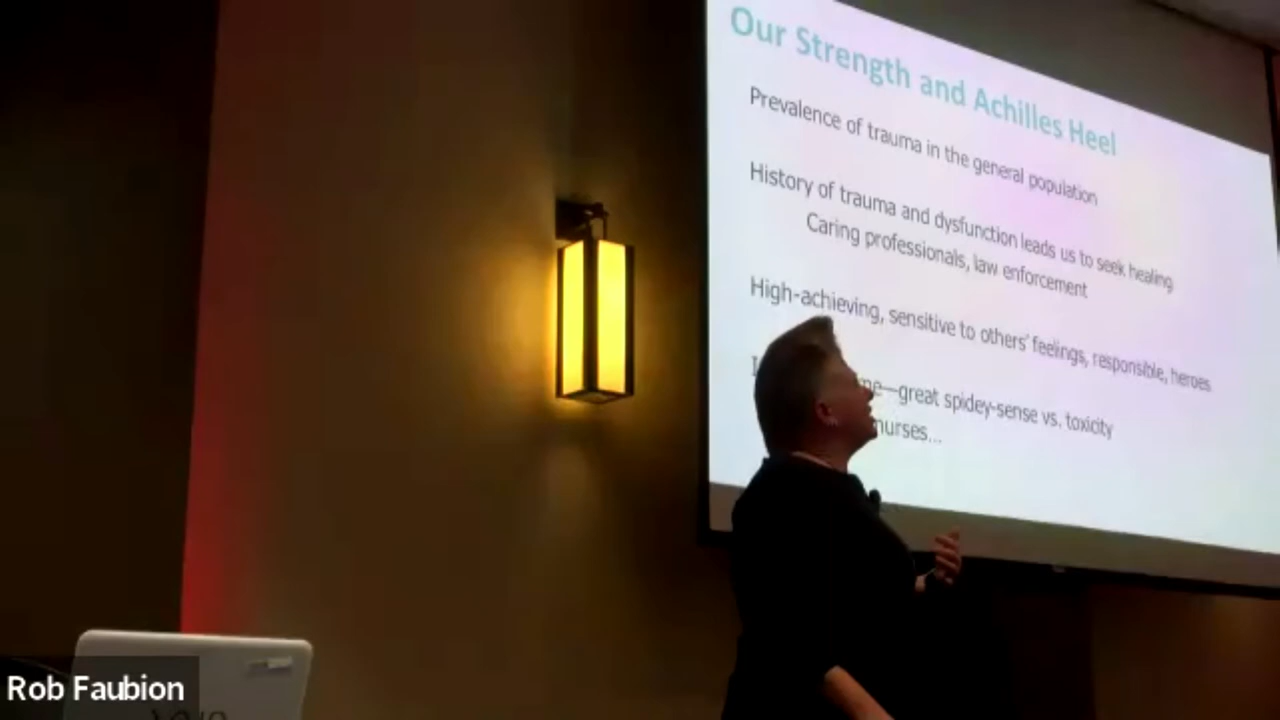 Our Strength and Achilles Heel
Prevalence of trauma in the general population
History of trauma and dysfunction leads us to seek healing
Caring professionals, law enforcement
High-achieving, sensitive to others' feelings, responsible, heroes
great spidey-sense vs. toxicity
nurses...
Rob Faubion